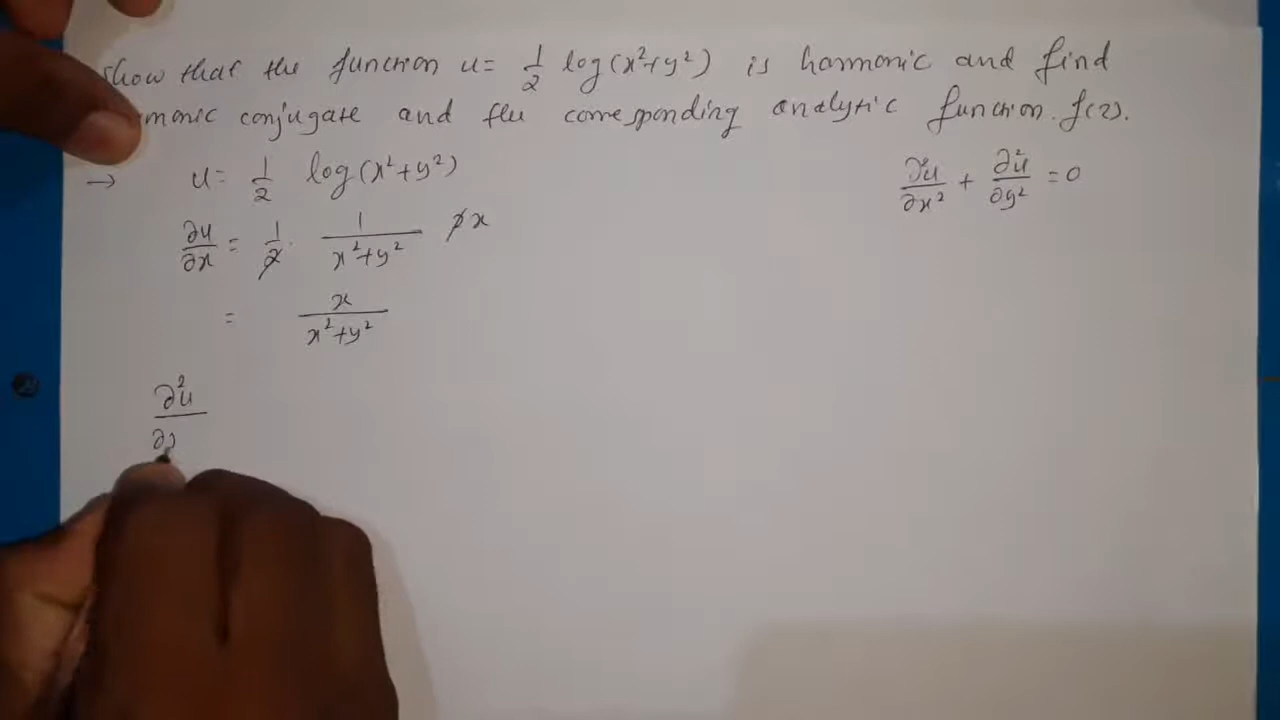 show that the function u= 1/2 log(x²+y²) is harmonic and find
monic conjugate and the corresponding analytic function. f(z).
→ u= 1/2 log(x²+y²)
∂²u/∂x² + ∂²u/∂y² =0
∂u/∂x = 1/2 . 1/(x²+y²) 2x
= x/(x²+y²)
∂²u/∂x